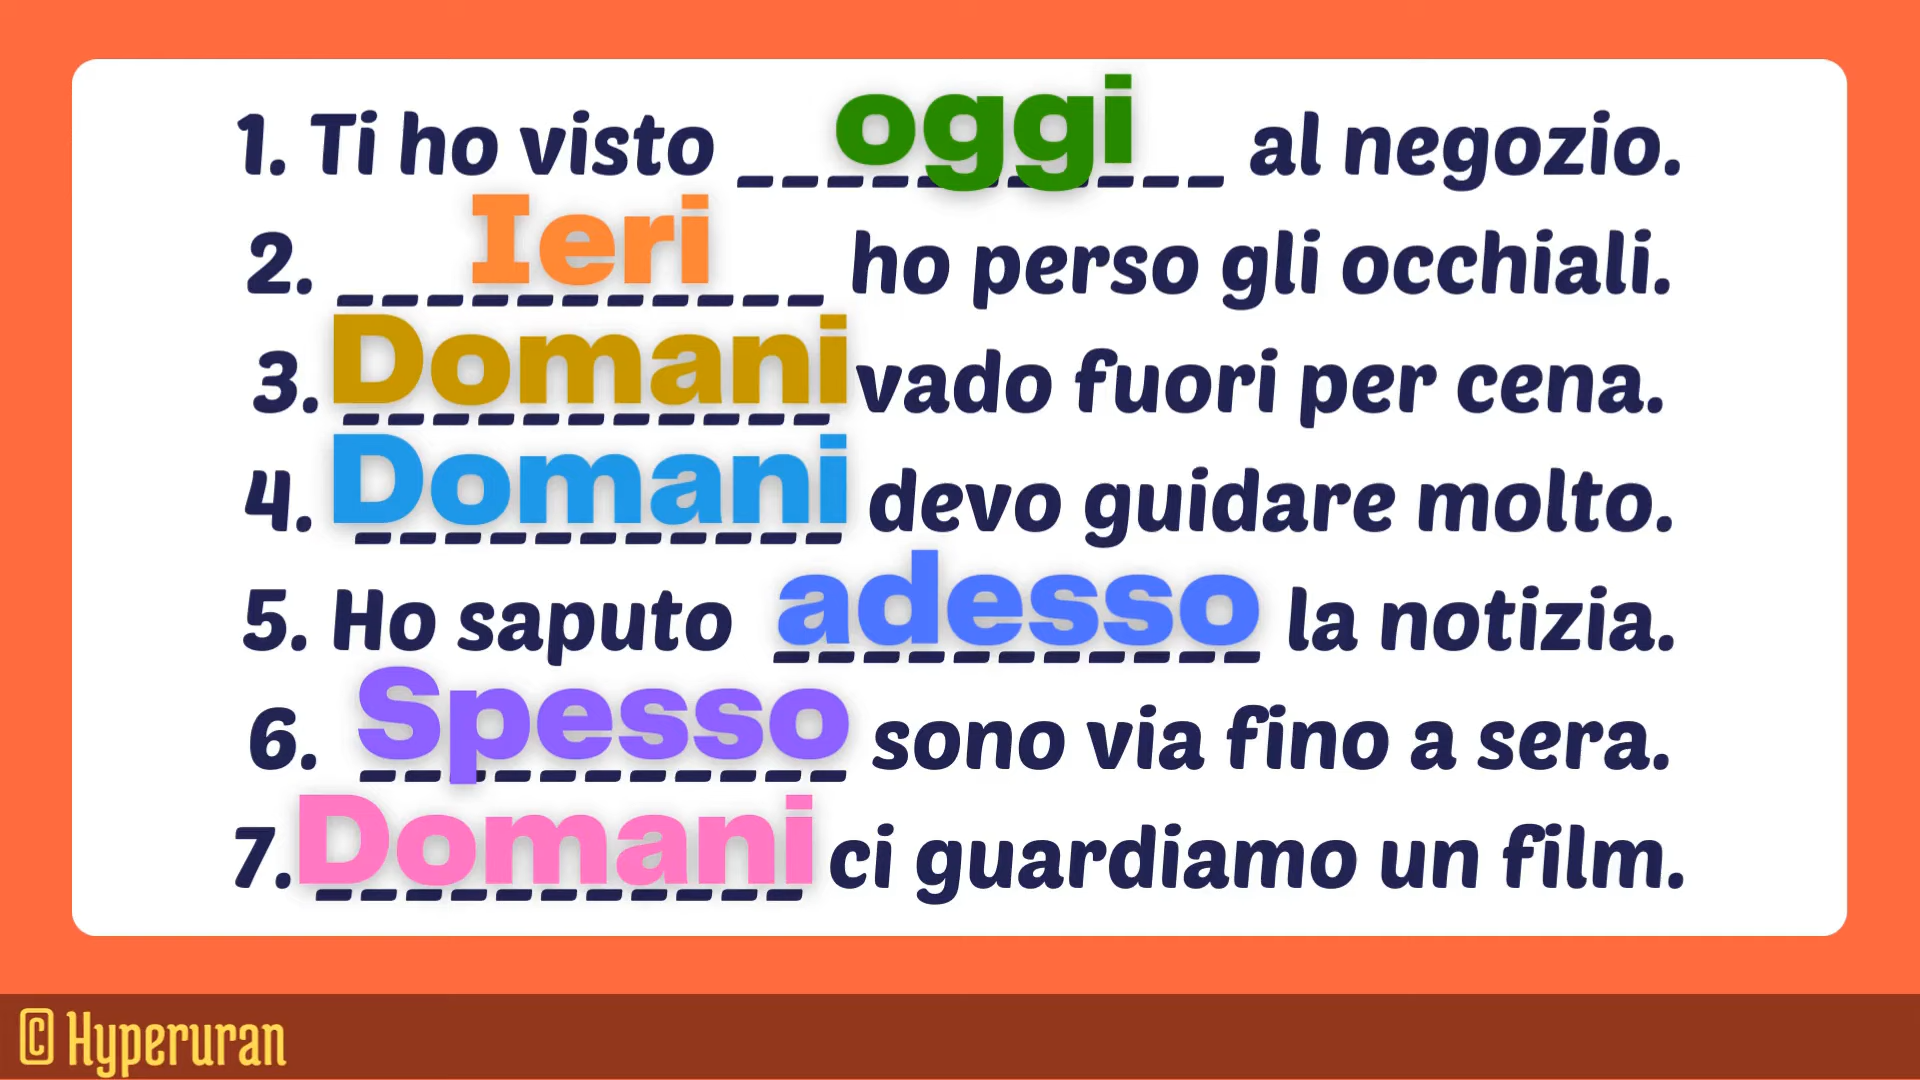 1. Ti ho visto oggi al negozio.
2. Ieri ho perso gli occhiali.
3. Domani vado fuori per cena.
4. Domani devo guidare molto.
5. Ho saputo adesso la notizia.
6. Spesso sono via fino a sera.
7. Domani ci guardiamo un film.
© Hyperuran